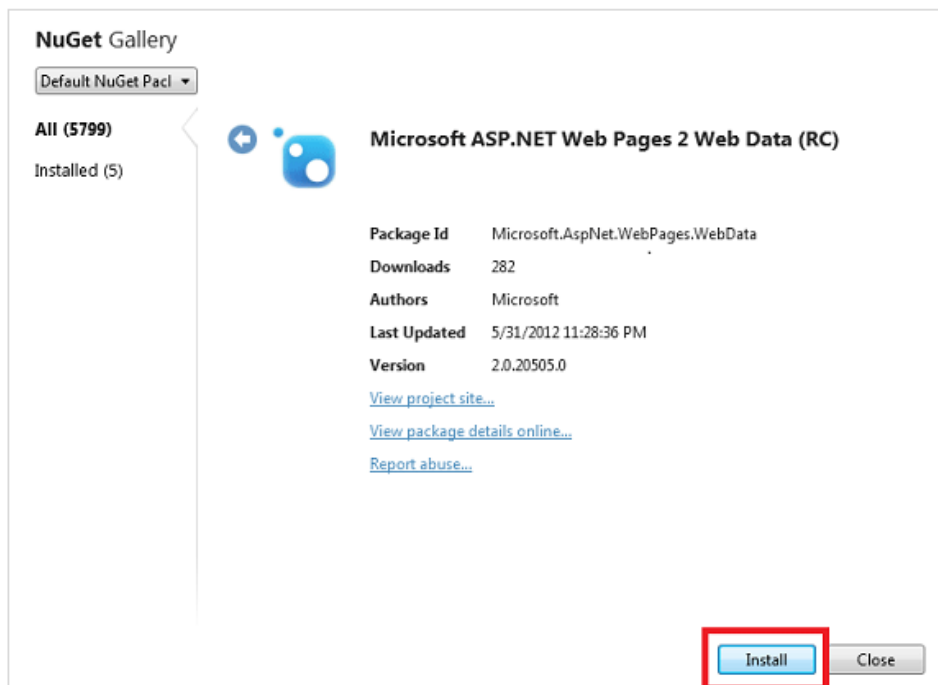 NuGet Gallery
Default NuGet Pacl
All (5799)
Installed (5)
Microsoft ASP.NET Web Pages 2 Web Data (RC)
Package Id Microsoft.AspNet.WebPages.WebData
Downloads 282
Authors Microsoft
Last Updated 5/31/2012 11:28:36 PM
Version 2.0.20505.0
View project site...
View package details online...
Report abuse...
Install Close